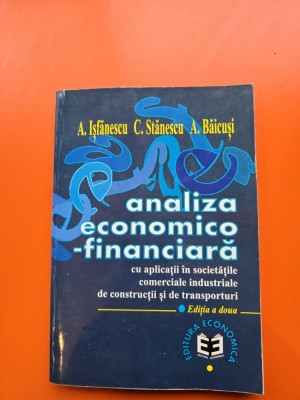 A. Işfănescu C. Stănescu A. Băicuşi
analiza
economico
-financiară
cu aplicaţii în societăţile
comerciale industriale
de construcţii şi de transporturi
Ediţia a doua
EDITURA ECONOMICĂ